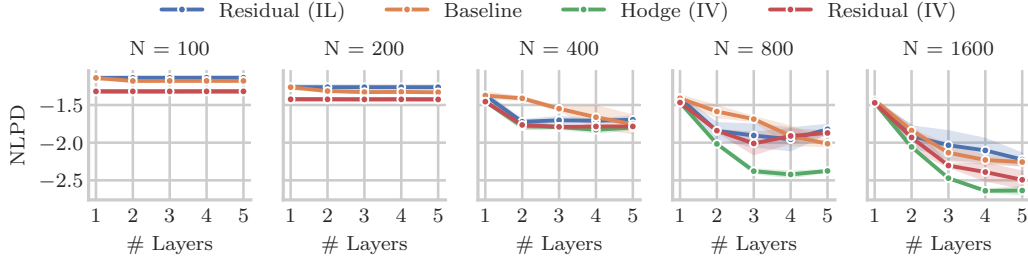 Residual (IL) Baseline Hodge (IV) Residual (IV)
N = 100 N = 200 N = 400 N = 800 N = 1600
NLPD
−1.5
−2.0
−2.5
1 2 3 4 5 1 2 3 4 5 1 2 3 4 5 1 2 3 4 5 1 2 3 4 5
# Layers # Layers # Layers # Layers # Layers